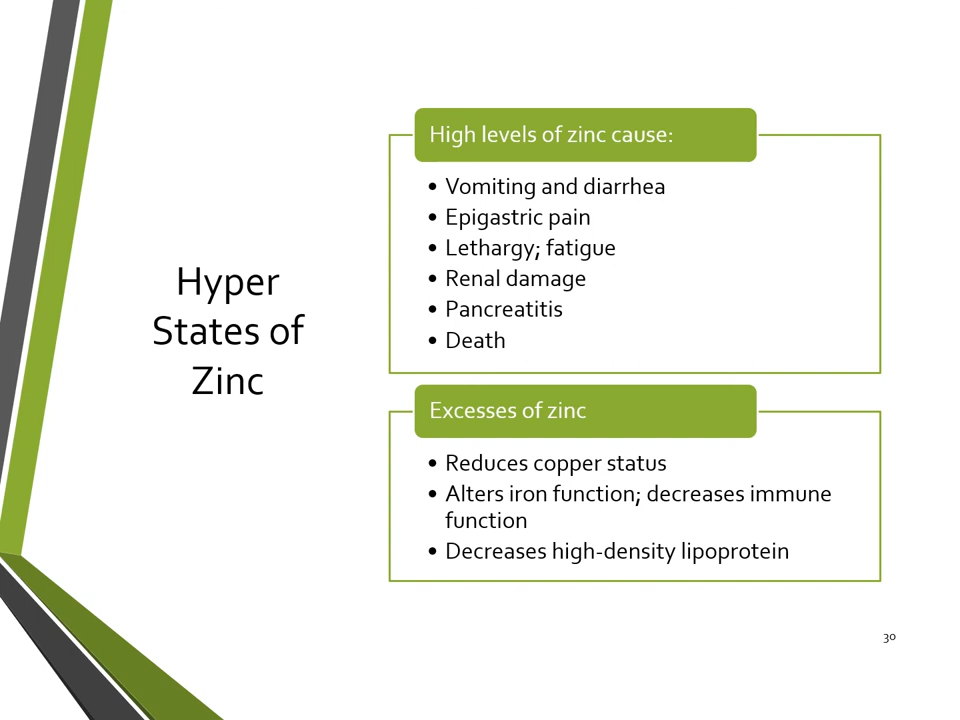 Hyper
States of
Zinc
High levels of zinc cause:
• Vomiting and diarrhea
• Epigastric pain
• Lethargy; fatigue
• Renal damage
• Pancreatitis
• Death
Excesses of zinc
• Reduces copper status
• Alters iron function; decreases immune
function
• Decreases high-density lipoprotein
30